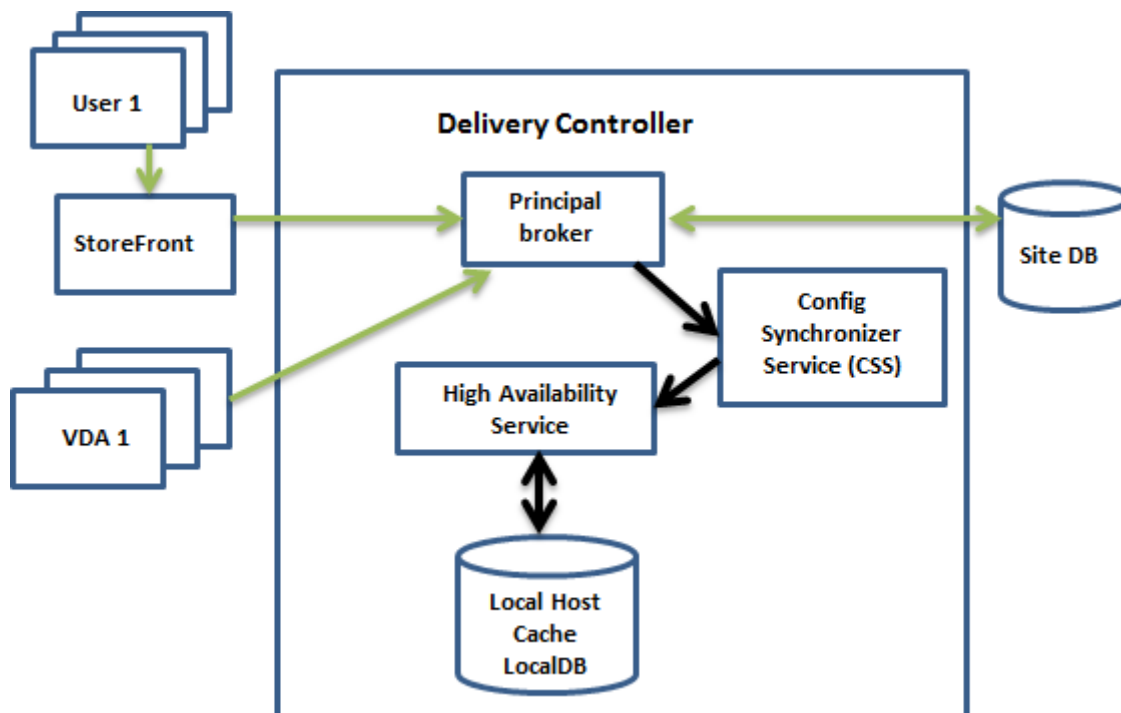 User 1
Delivery Controller
StoreFront
Principal
broker
Site DB
Config
Synchronizer
Service (CSS)
High Availability
Service
VDA 1
Local Host
Cache
LocalDB